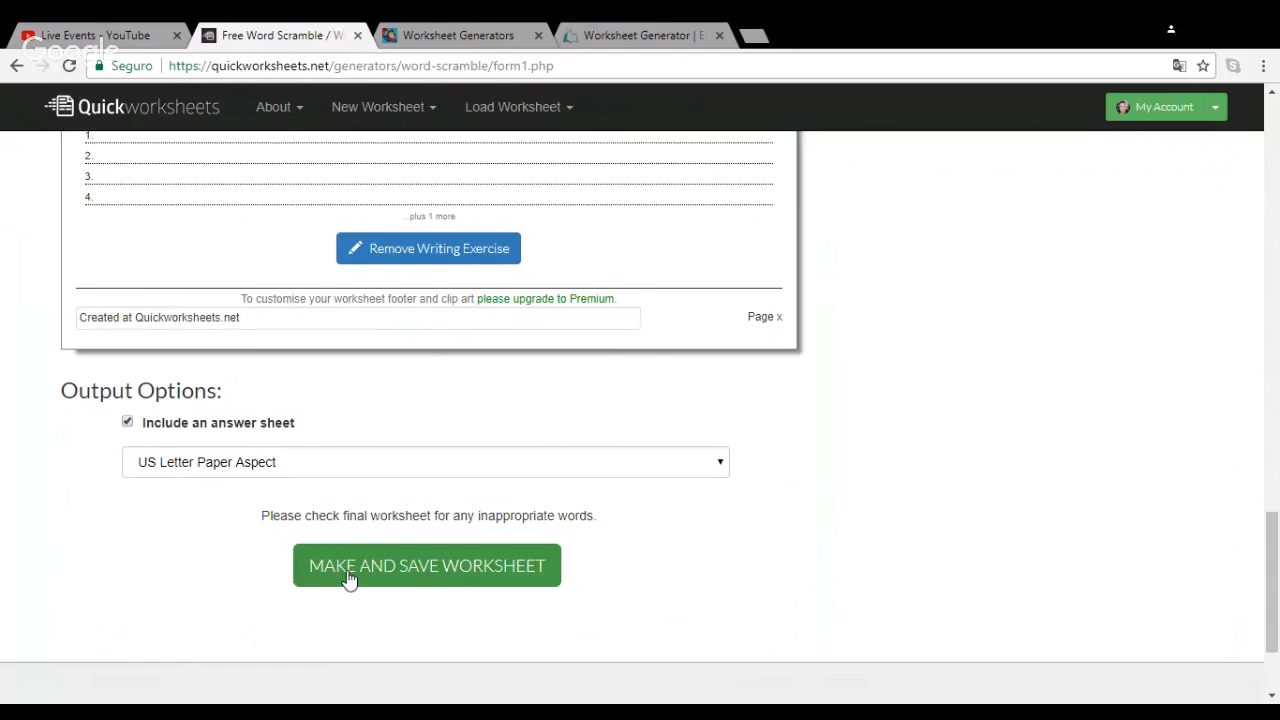 Live Events - YouTube
Free Word Scramble / W
Worksheet Generators
Worksheet Generator | E
Google
Seguro
https://quickworksheets.net/generators/word-scramble/form1.php
Quickworksheets
About
New Worksheet
Load Worksheet
My Account
1.
2.
3.
4.
...plus 1 more
Remove Writing Exercise
To customise your worksheet footer and clip art please upgrade to Premium.
Created at Quickworksheets.net
Page x
Output Options:
Include an answer sheet
US Letter Paper Aspect
Please check final worksheet for any inappropriate words.
MAKE AND SAVE WORKSHEET